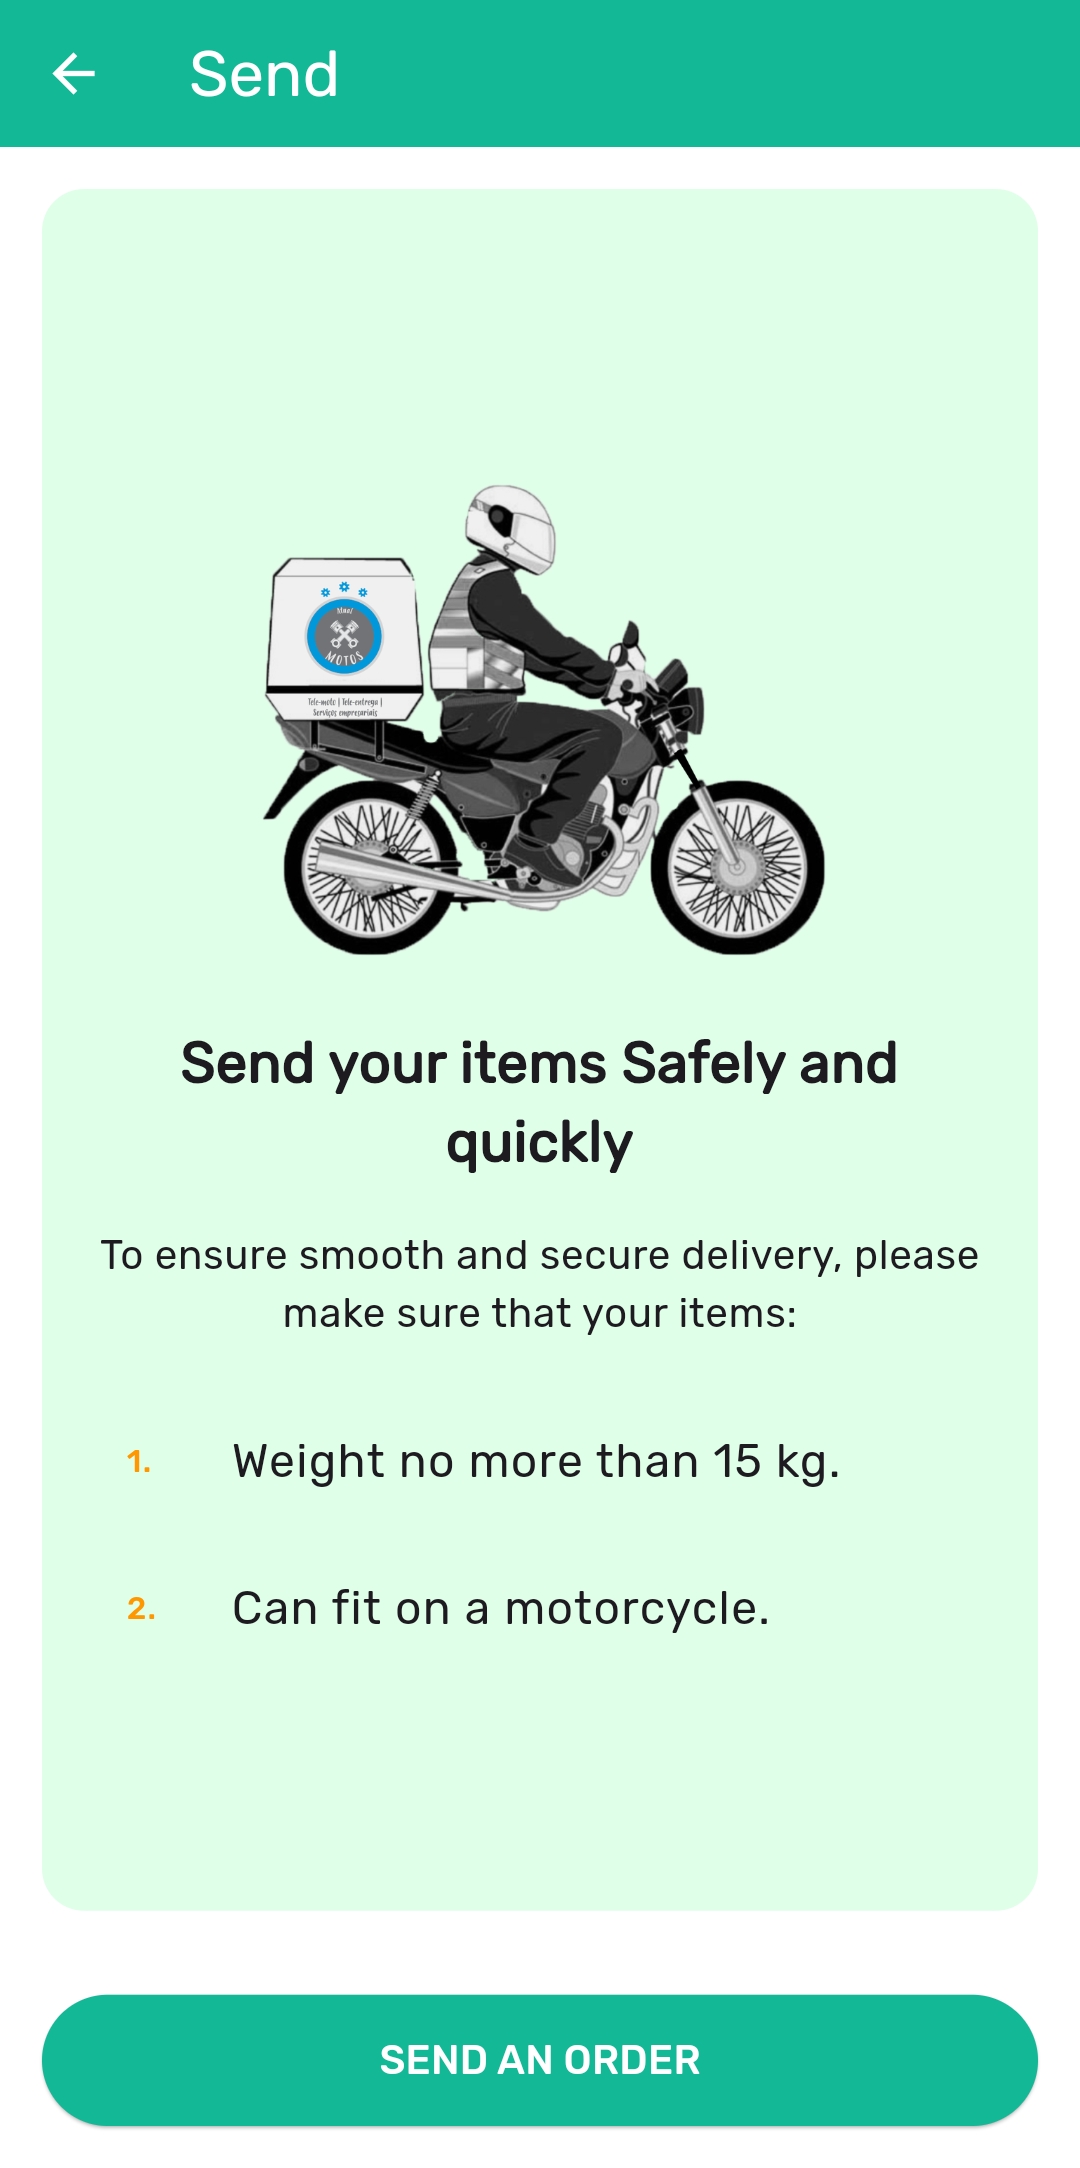 Send
Maaf
MOTOS
Tele-moto | Tele-entrega |
Serviços empresariais
Send your items Safely and
quickly
To ensure smooth and secure delivery, please
make sure that your items:
1. Weight no more than 15 kg.
2. Can fit on a motorcycle.
SEND AN ORDER